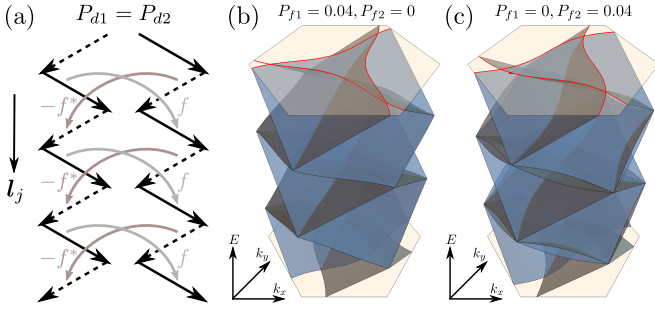 (a) P_{d1} = P_{d2}
-f* f
l_j
-f* f
-f* f
(b) P_{f1} = 0.04, P_{f2} = 0
E
k_y
k_x
(c) P_{f1} = 0, P_{f2} = 0.04
E
k_y
k_x